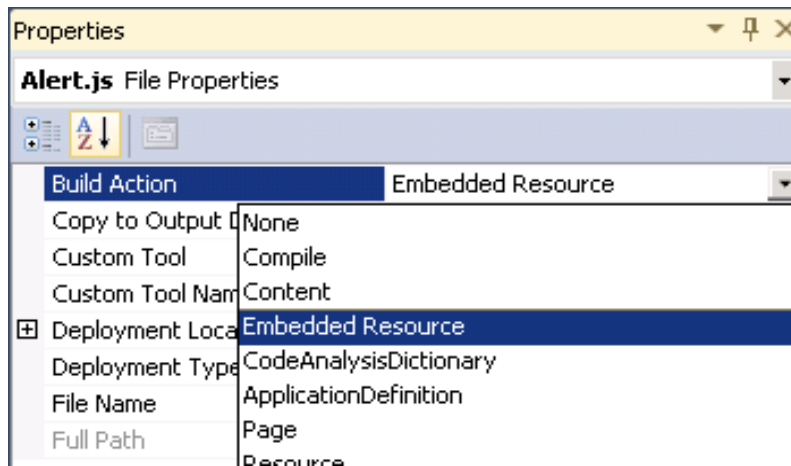 Properties
Alert.js File Properties
Build Action Embedded Resource
Copy to Output
None
Custom Tool
Compile
Custom Tool Nam
Content
Deployment Loca
Embedded Resource
Deployment Type
CodeAnalysisDictionary
File Name
ApplicationDefinition
Full Path
Page
Resource